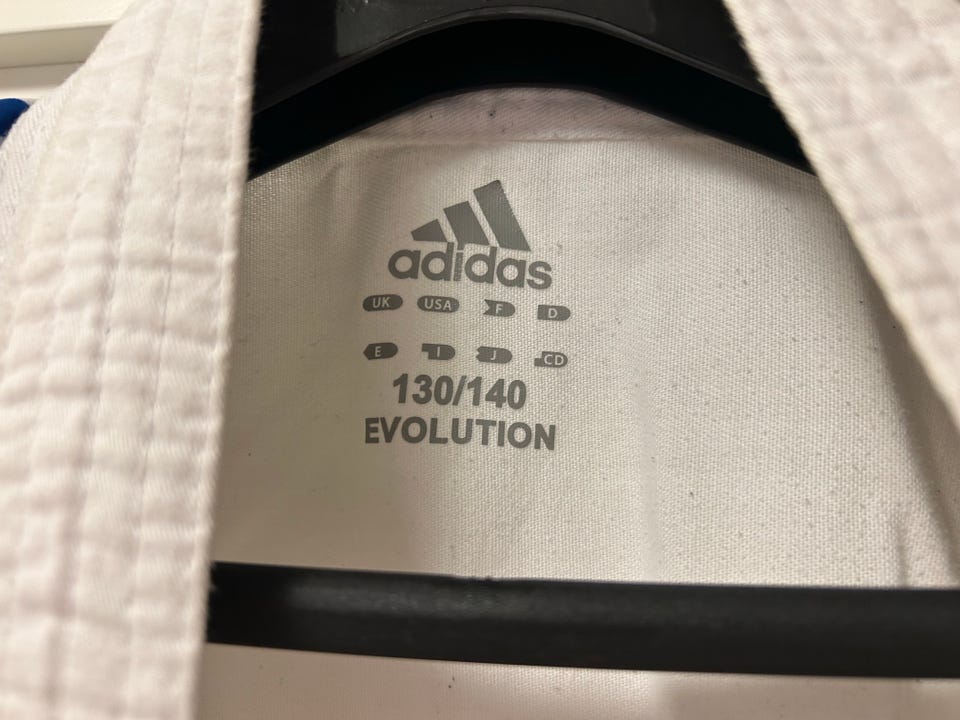 adidas
UK USA F D
E I J CD
130/140
EVOLUTION